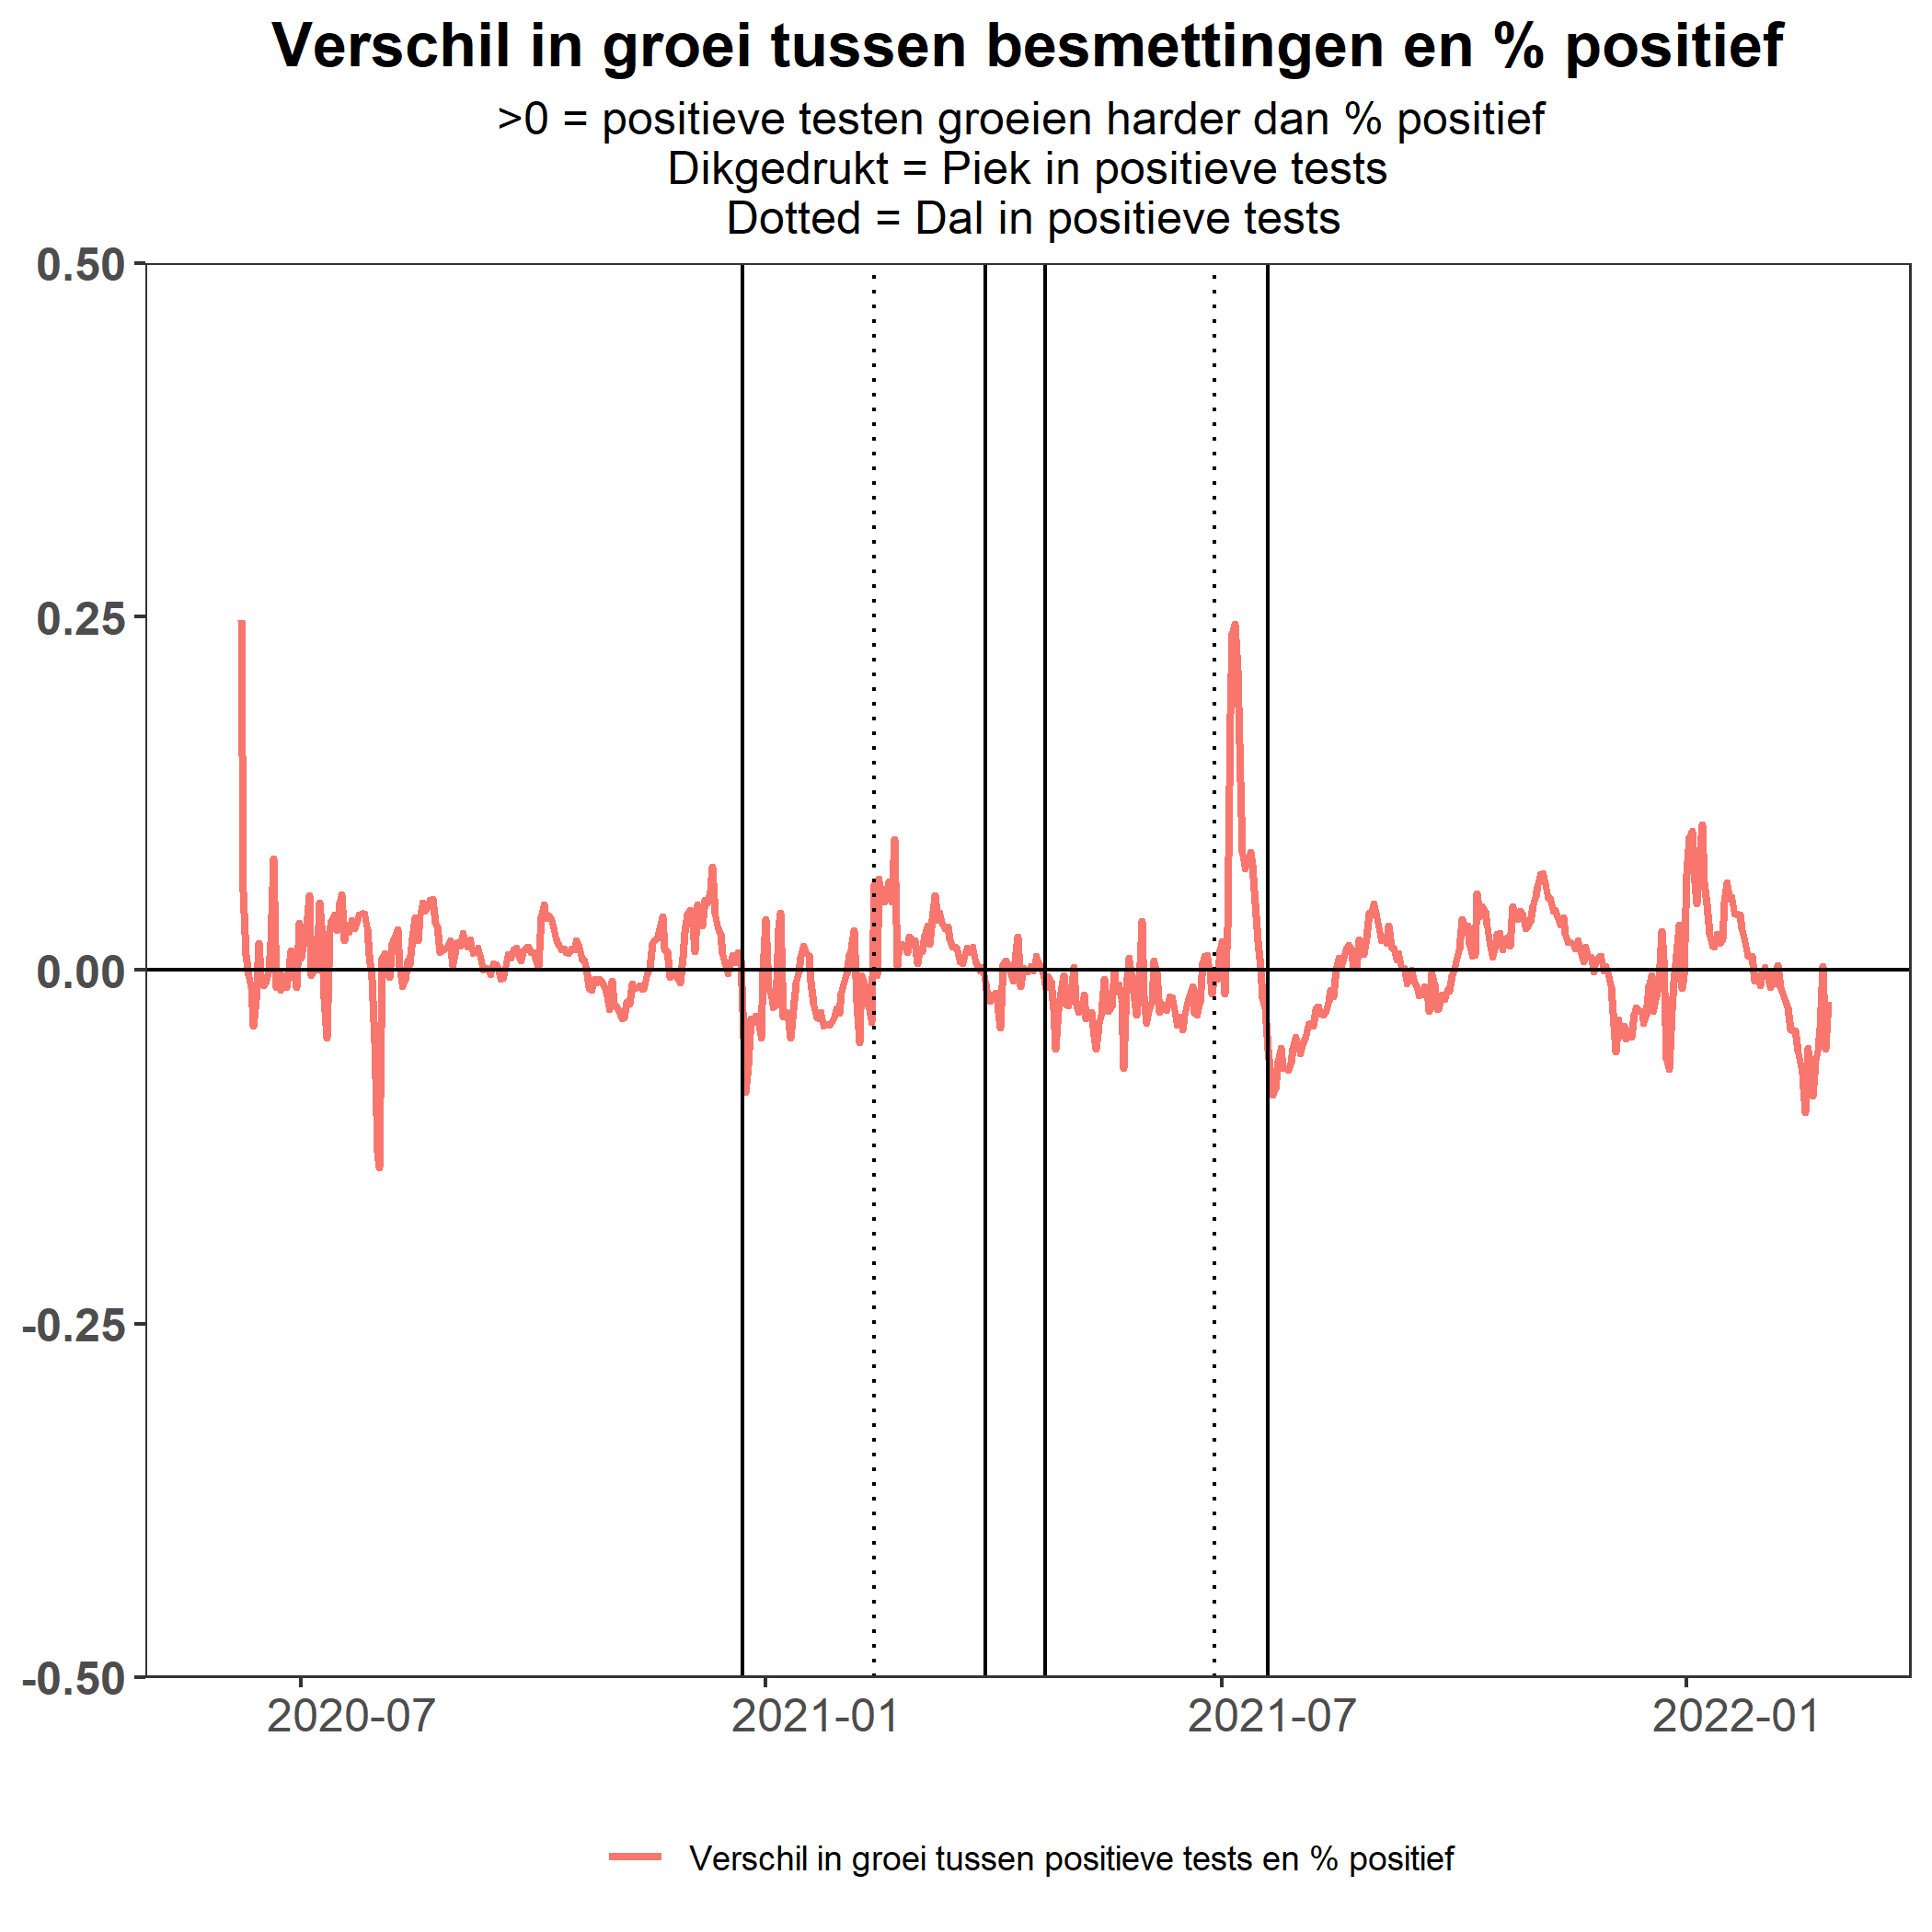 Verschil in groei tussen besmettingen en % positief
>0 = positieve testen groeien harder dan % positief
Dikgedrukt = Piek in positieve tests
Dotted = Dal in positieve tests
0.50
0.25
0.00
-0.25
-0.50
2020-07 2021-01 2021-07 2022-01
Verschil in groei tussen positieve tests en % positief